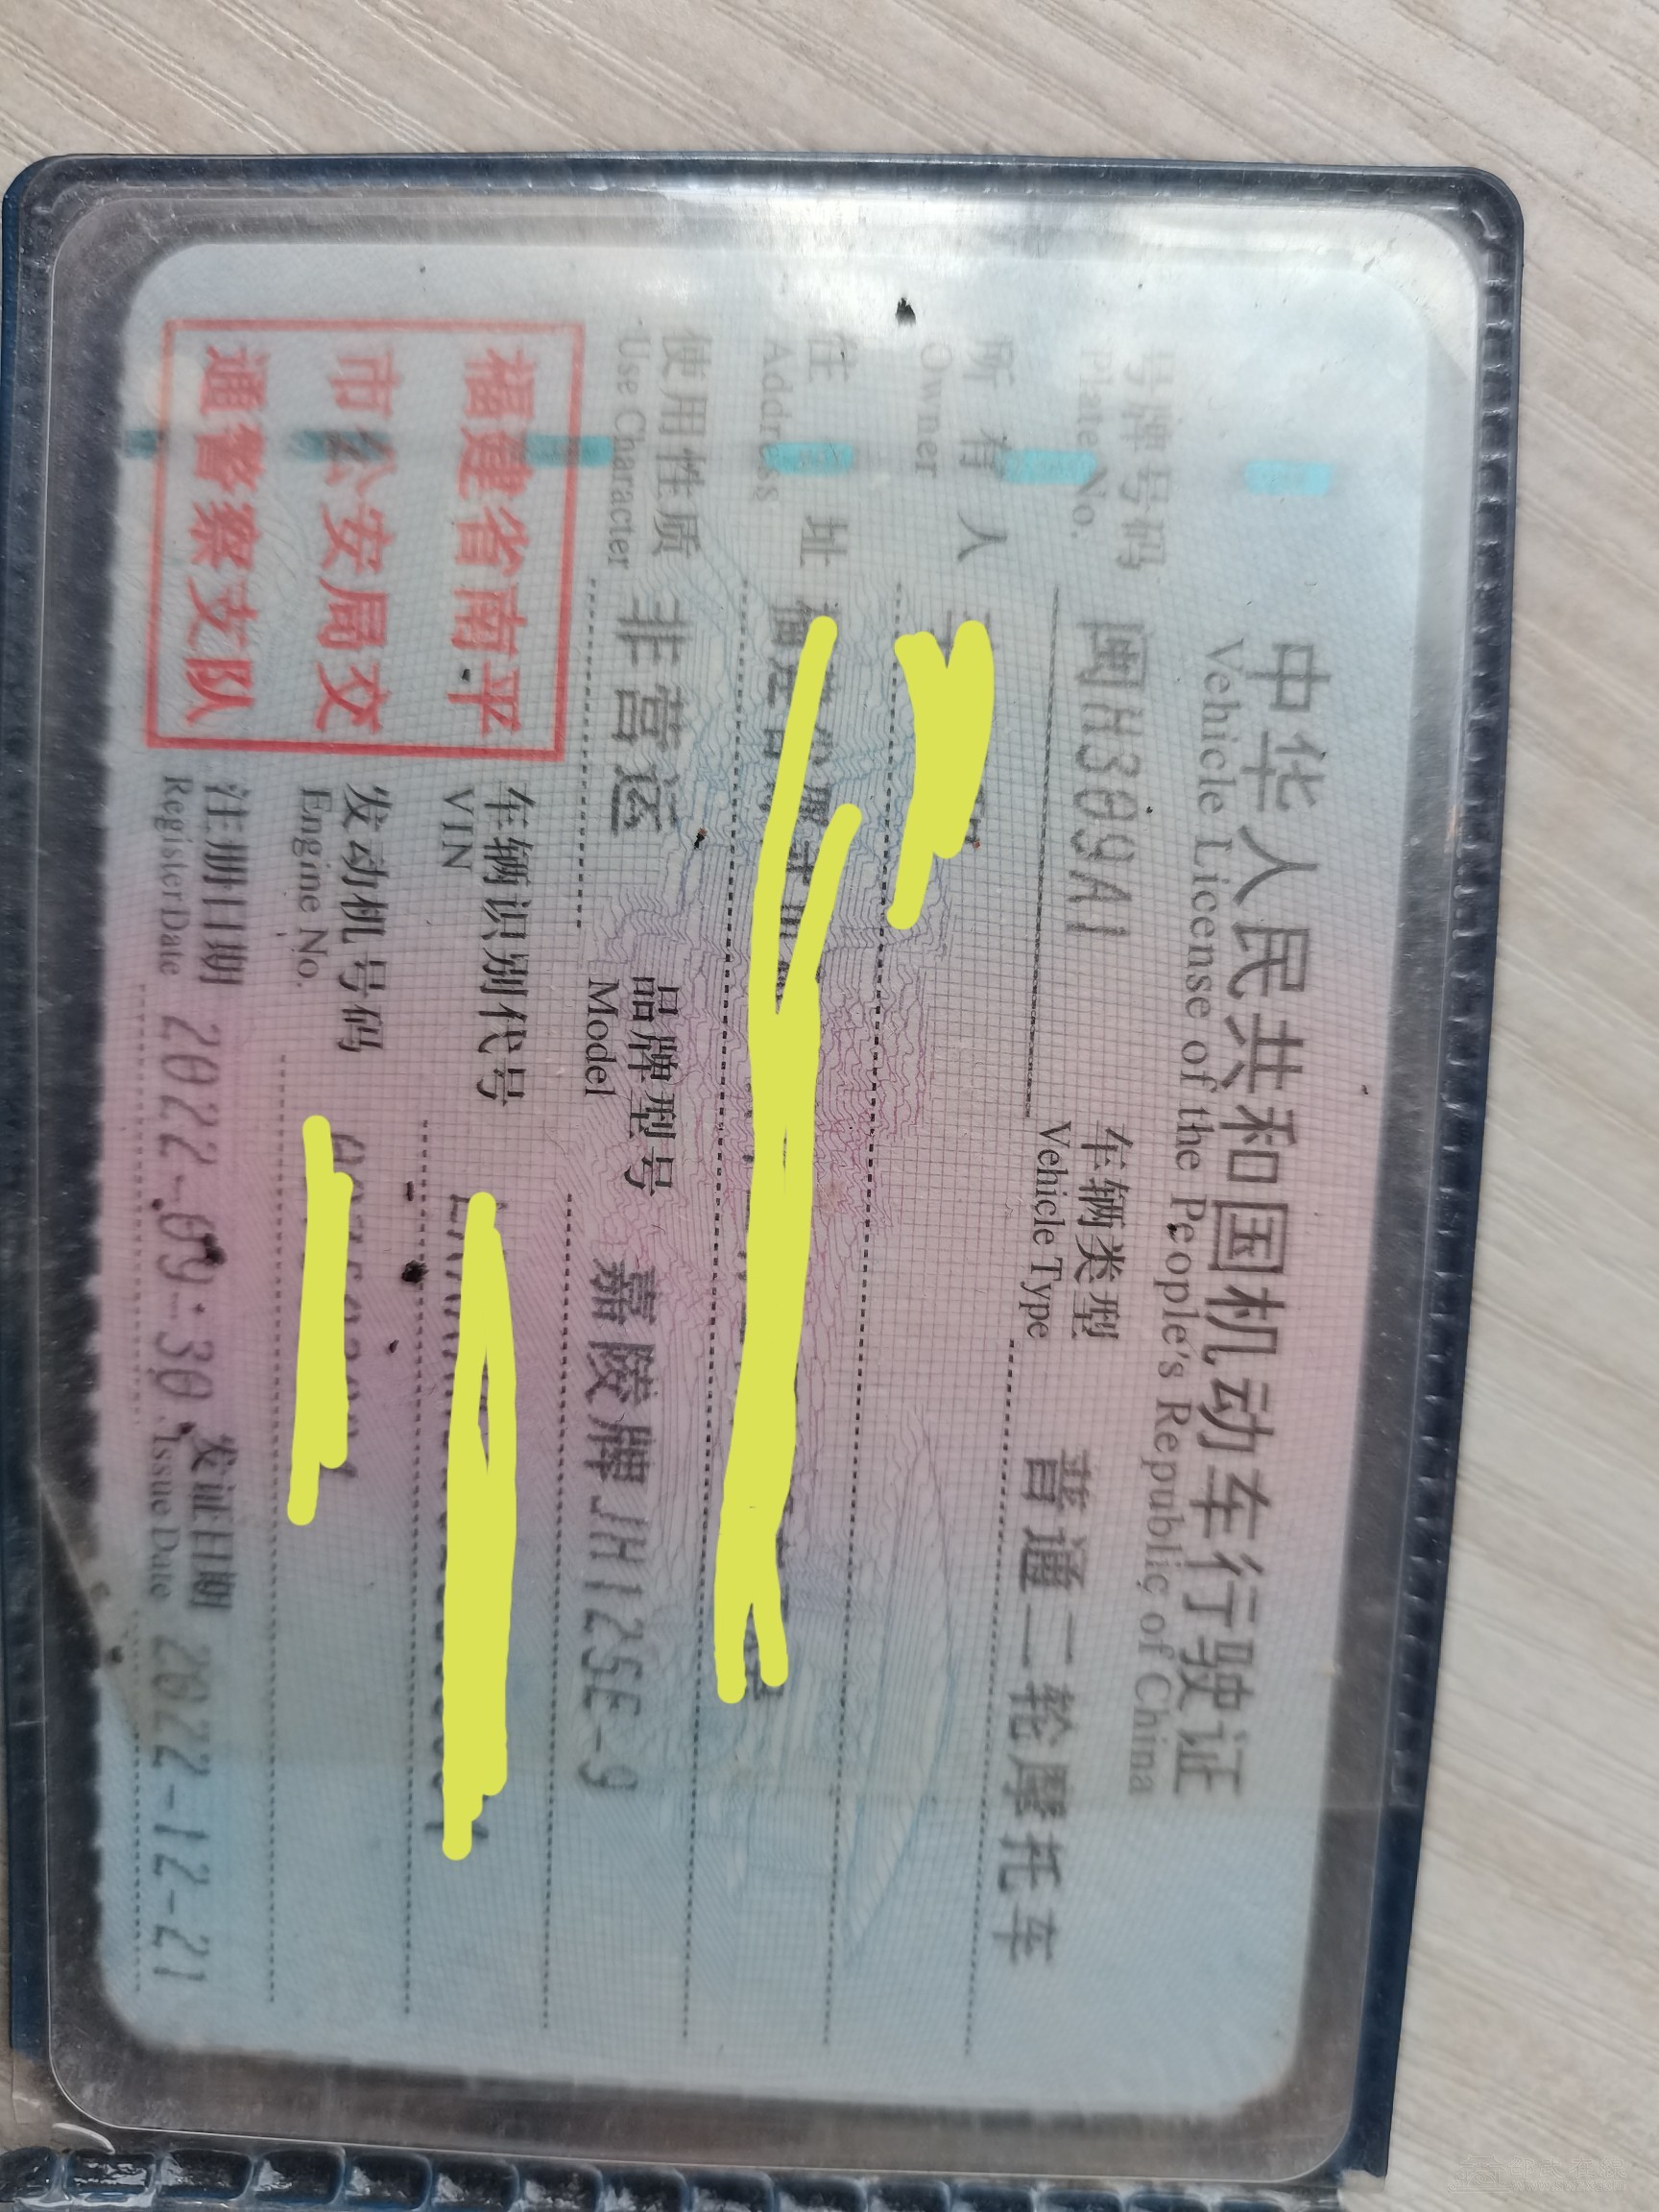 中华人民共和国机动车行驶证
Vehicle License of the People's Republic of China
号牌号码 闽H309A1 车辆类型 普通二轮摩托车
Plate No. Vehicle Type
所有人
Owner
住址
Address
使用性质 非营运 品牌型号 嘉陵牌JH125E-9
Use Character Model
福建省南平
市公安局交
通警察支队
车辆识别代号
VIN
发动机号码
Engine No.
注册日期 2022-09-30 发证日期 2022-12-21
Register Date Issue Date